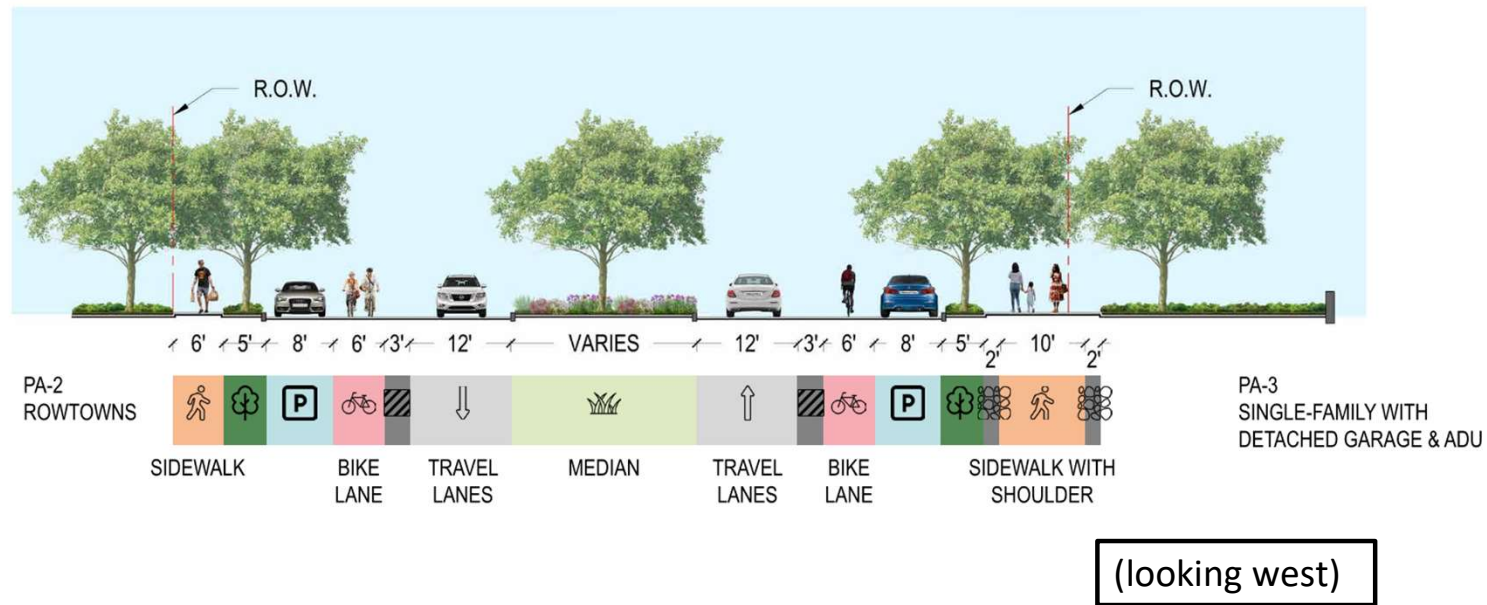 R.O.W.
R.O.W.
6' 5' 8' 6' 3' 12' VARIES 12' 3' 6' 8' 5' 2' 10' 2'
PA-2
ROWTOWNS
P
P
PA-3
SINGLE-FAMILY WITH
DETACHED GARAGE & ADU
SIDEWALK
BIKE
LANE
TRAVEL
LANES
MEDIAN
TRAVEL
LANES
BIKE
LANE
SIDEWALK WITH
SHOULDER
(looking west)